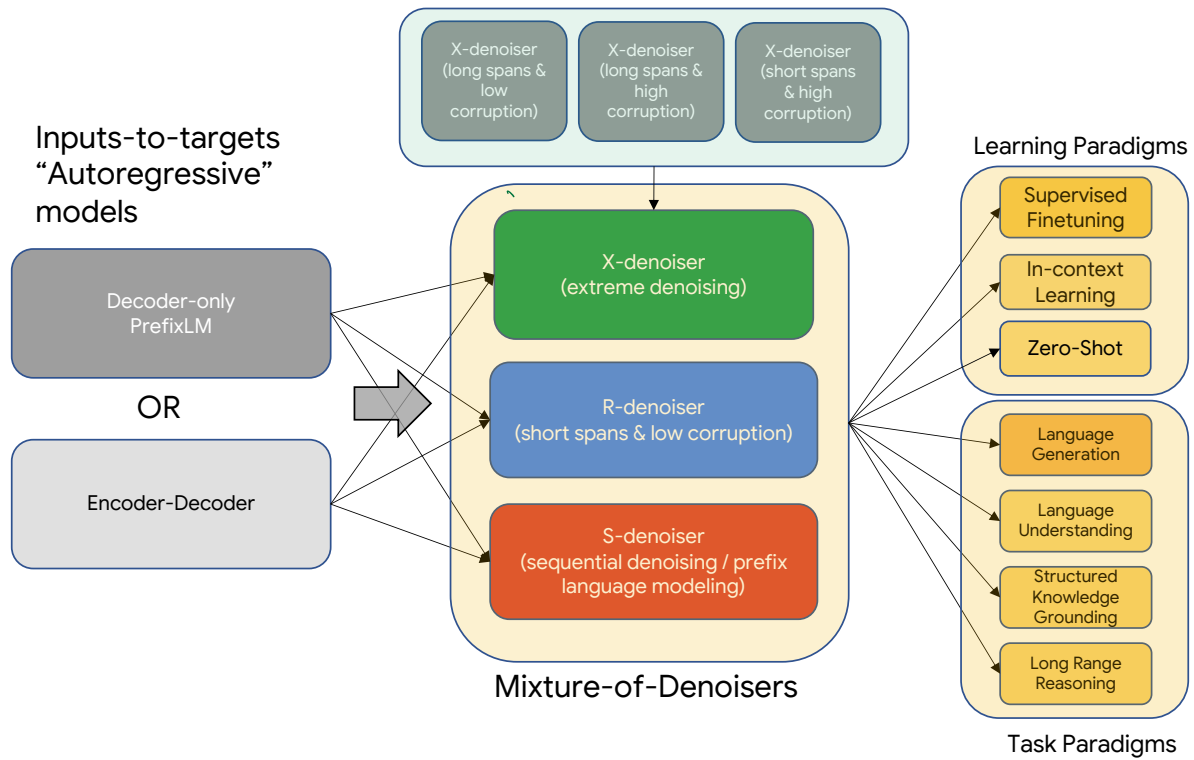 X-denoiser
(long spans &
low
corruption)
X-denoiser
(long spans &
high
corruption)
X-denoiser
(short spans
& high
corruption)
Inputs-to-targets
“Autoregressive”
models
Decoder-only
PrefixLM
OR
Encoder-Decoder
X-denoiser
(extreme denoising)
R-denoiser
(short spans & low corruption)
S-denoiser
(sequential denoising / prefix
language modeling)
Mixture-of-Denoisers
Learning Paradigms
Supervised
Finetuning
In-context
Learning
Zero-Shot
Language
Generation
Language
Understanding
Structured
Knowledge
Grounding
Long Range
Reasoning
Task Paradigms